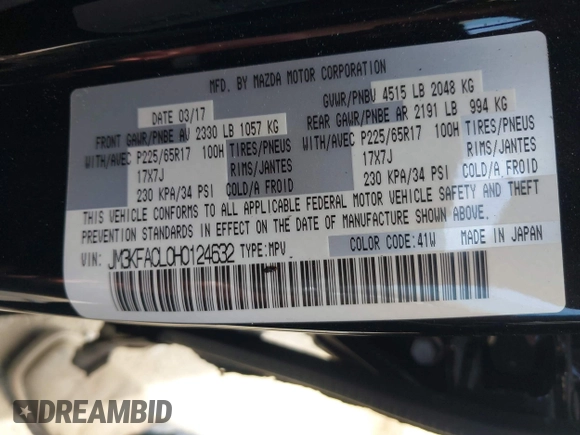 MFD. BY MAZDA MOTOR CORPORATION
DATE 03/17 GVWR/PNBV 4515 LB 2048 KG
FRONT GAWR/PNBE AV 2330 LB 1057 KG REAR GAWR/PNBE AR 2191 LB 994 KG
WITH/AVEC P225/65R17 100H TIRES/PNEUS WITH/AVEC P225/65R17 100H TIRES/PNEUS
17X7J RIMS/JANTES 17X7J RIMS/JANTES
230 KPA/34 PSI COLD/A FROID 230 KPA/34 PSI COLD/A FROID
THIS VEHICLE CONFORMS TO ALL APPLICABLE FEDERAL MOTOR VEHICLE SAFETY AND THEFT
PREVENTION STANDARDS IN EFFECT ON THE DATE OF MANUFACTURE SHOWN ABOVE.
VIN: JM3KFACL0H0124532 TYPE:MPV COLOR CODE:41W MADE IN JAPAN
DREAMBID